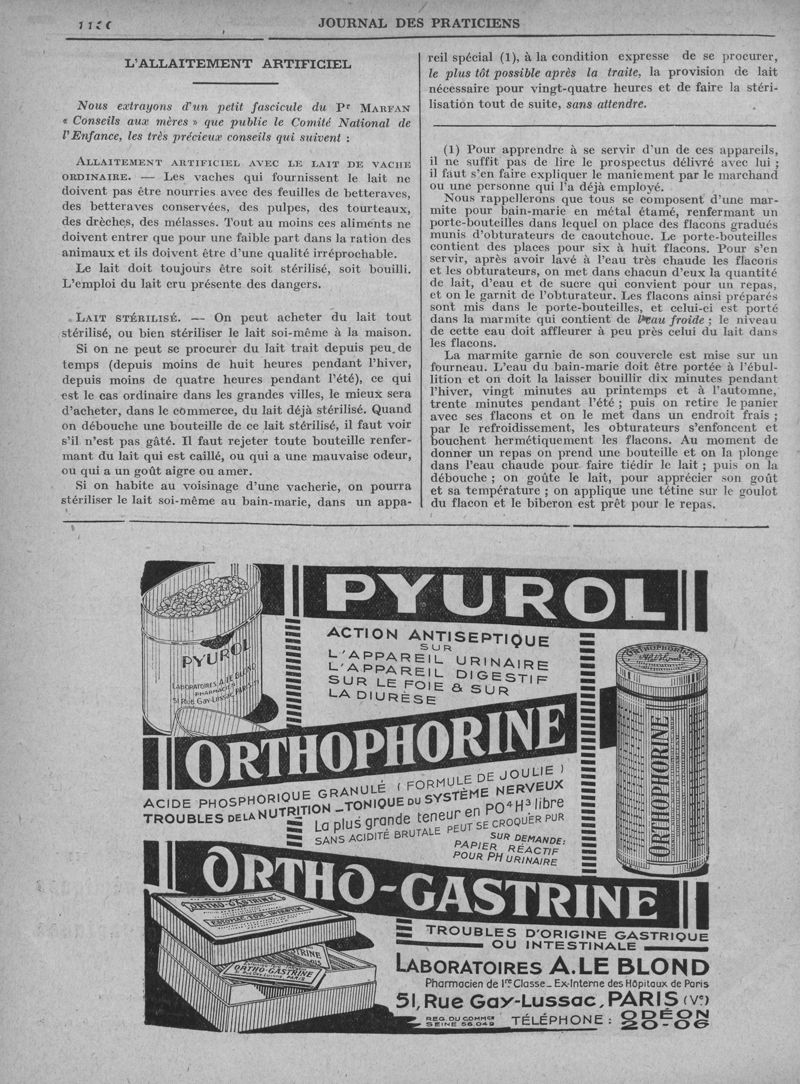 JOURNAL DES PRATICIENS
L'ALLAITEMENT ARTIFICIEL
Nous extrayons d'un petit fascicule du Pr MARFAN
« Conseils aux mères » que publie le Comité National de
l'Enfance, les très précieux conseils qui suivent :
ALLAITEMENT ARTIFICIEL AVEC LE LAIT DE VACHE
ORDINAIRE. — Les vaches qui fournissent le lait ne
doivent pas être nourries avec des feuilles de betteraves,
des betteraves conservées, des pulpes, des tourteaux,
des drèches, des mélasses. Tout au moins ces aliments ne
doivent entrer que pour une faible part dans la ration des
animaux et ils doivent être d'une qualité irréprochable.
Le lait doit toujours être soit stérilisé, soit bouilli.
L'emploi du lait cru présente des dangers.
LAIT STÉRILISÉ. — On peut acheter du lait tout
stérilisé, ou bien stériliser le lait soi-même à la maison.
Si on ne peut se procurer du lait trait depuis peu de
temps (depuis moins de huit heures pendant l'hiver,
depuis moins de quatre heures pendant l'été), ce qui
est le cas ordinaire dans les grandes villes, le mieux sera
d'acheter, dans le commerce, du lait déjà stérilisé. Quand
on débouche une bouteille de ce lait stérilisé, il faut voir
s'il n'est pas gâté. Il faut rejeter toute bouteille renfer-
mant du lait qui est caillé, ou qui a une mauvaise odeur,
ou qui a un goût aigre ou amer.
Si on habite au voisinage d'une vacherie, on pourra
stériliser le lait soi-même au bain-marie, dans un appa-
reil spécial (1), à la condition expresse de se procurer,
le plus tôt possible après la traite, la provision de lait
nécessaire pour vingt-quatre heures et de faire la stéri-
lisation tout de suite, sans attendre.
(1) Pour apprendre à se servir d'un de ces appareils,
il ne suffit pas de lire le prospectus délivré avec lui ;
il faut s'en faire expliquer le maniement par le marchand
ou une personne qui l'a déjà employé.
Nous rappellerons que tous se composent d'une mar-
mite pour bain-marie en métal étamé, renfermant un
porte-bouteilles dans lequel on place des flacons gradués
munis d'obturateurs de caoutchouc. Le porte-bouteilles
contient des places pour six à huit flacons. Pour s'en
servir, après avoir lavé à l'eau très chaude les flacons
et les obturateurs, on met dans chacun d'eux la quantité
de lait, d'eau et de sucre qui convient pour un repas,
et on le garnit de l'obturateur. Les flacons ainsi préparés
sont mis dans le porte-bouteilles, et celui-ci est porté
dans la marmite qui contient de l'eau froide ; le niveau
de cette eau doit affleurer à peu près celui du lait dans
les flacons.
La marmite garnie de son couvercle est mise sur un
fourneau. L'eau du bain-marie doit être portée à l'ébul-
lition et on doit la laisser bouillir dix minutes pendant
l'hiver, vingt minutes au printemps et à l'automne,
trente minutes pendant l'été ; puis on retire le panier
avec ses flacons et on le met dans un endroit frais ;
par le refroidissement, les obturateurs s'enfoncent et
bouchent hermétiquement les flacons. Au moment de
donner un repas on prend une bouteille et on la plonge
dans l'eau chaude pour faire tiédir le lait ; puis on la
débouche ; on goûte le lait, pour apprécier son goût
et sa température ; on applique une tétine sur le goulot
du flacon et le biberon est prêt pour le repas.
PYUROL
ACTION ANTISEPTIQUE
SUR
L'APPAREIL URINAIRE
L'APPAREIL DIGESTIF
SUR LE FOIE & SUR
LA DIURÈSE
PYUROL
LABORATOIRES A. LE BLOND
PHARMACIEN
51 Rue Gay-Lussac, PARIS
ORTHOPHORINE
ORTHOPHORINE
ORTHOPHORINE
ACIDE PHOSPHORIQUE GRANULÉ (FORMULE DE JOULIE)
TROUBLES DE LA NUTRITION - TONIQUE DU SYSTÈME NERVEUX
La plus grande teneur en PO4H3 libre
SANS ACIDITÉ BRUTALE PEUT SE CROQUER PUR
SUR DEMANDE:
PAPIER RÉACTIF
POUR PH URINAIRE
ORTHO-GASTRINE
ORTHO-GASTRINE
ORTHO-GASTRINE
TROUBLES D'ORIGINE GASTRIQUE
OU INTESTINALE
LABORATOIRES A. LE BLOND
Pharmacien de 1re Classe - Ex-Interne des Hôpitaux de Paris
51, Rue Gay-Lussac, PARIS (Ve)
REG. DU COMMCE
SEINE 56.049
TÉLÉPHONE : ODÉON
20-06